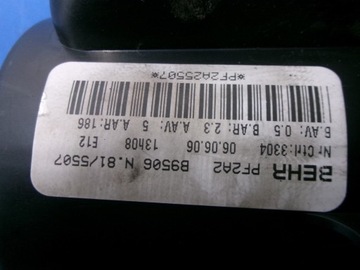 BEHR PF2A2 B9506 N.81/5507
Nr Ctrl:3304 06.06.06 13h08 E12
B.AV: 0.5 B.AR: 2.3 A.AV: 5 A.AR:186
*PF2A25507*